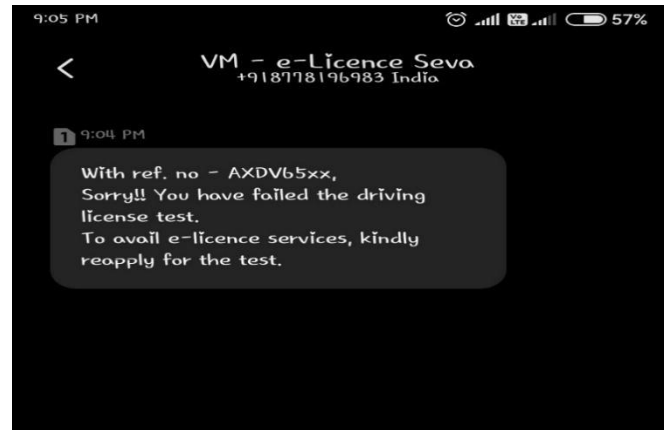 9:05 PM 57%
VM - e-Licence Seva
+918778196983 India
1 9:04 PM
With ref. no - AXDV65xx,
Sorry!! You have failed the driving
license test.
To avail e-licence services, kindly
reapply for the test.